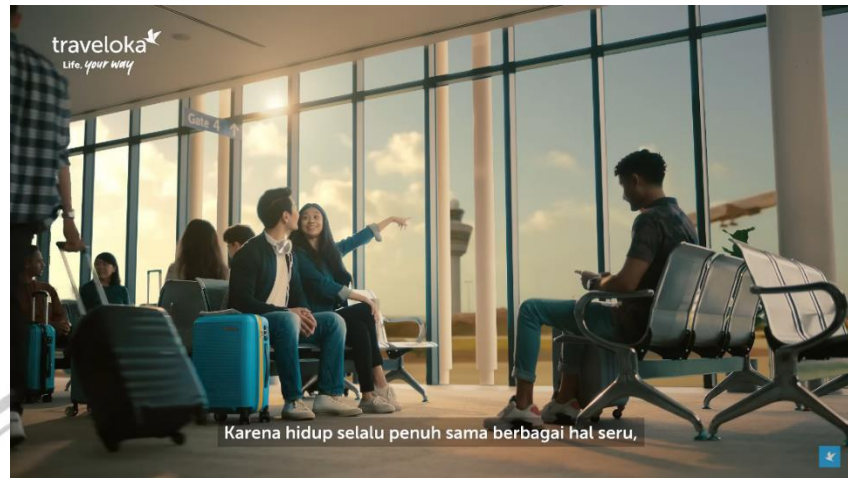 traveloka
Life, your way
Gate 4
Karena hidup selalu penuh sama berbagai hal seru,